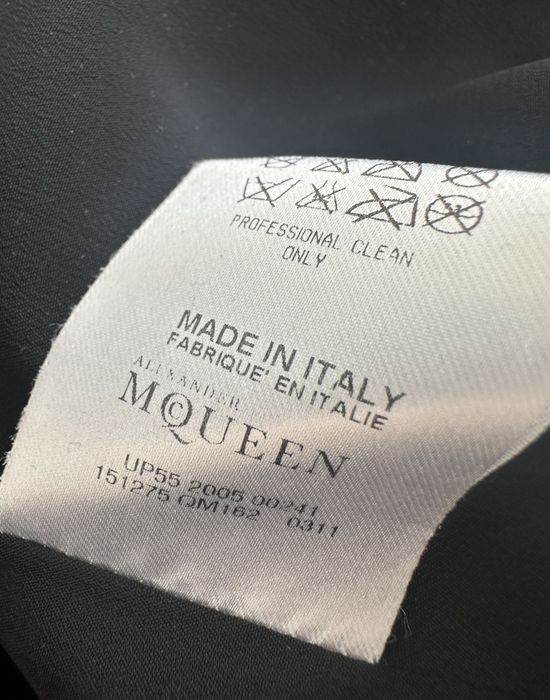 PROFESSIONAL CLEAN
ONLY
MADE IN ITALY
FABRIQUE' EN ITALIE
ALEXANDER
MCQUEEN
UP55 2005 00241
151275 QM162 0311